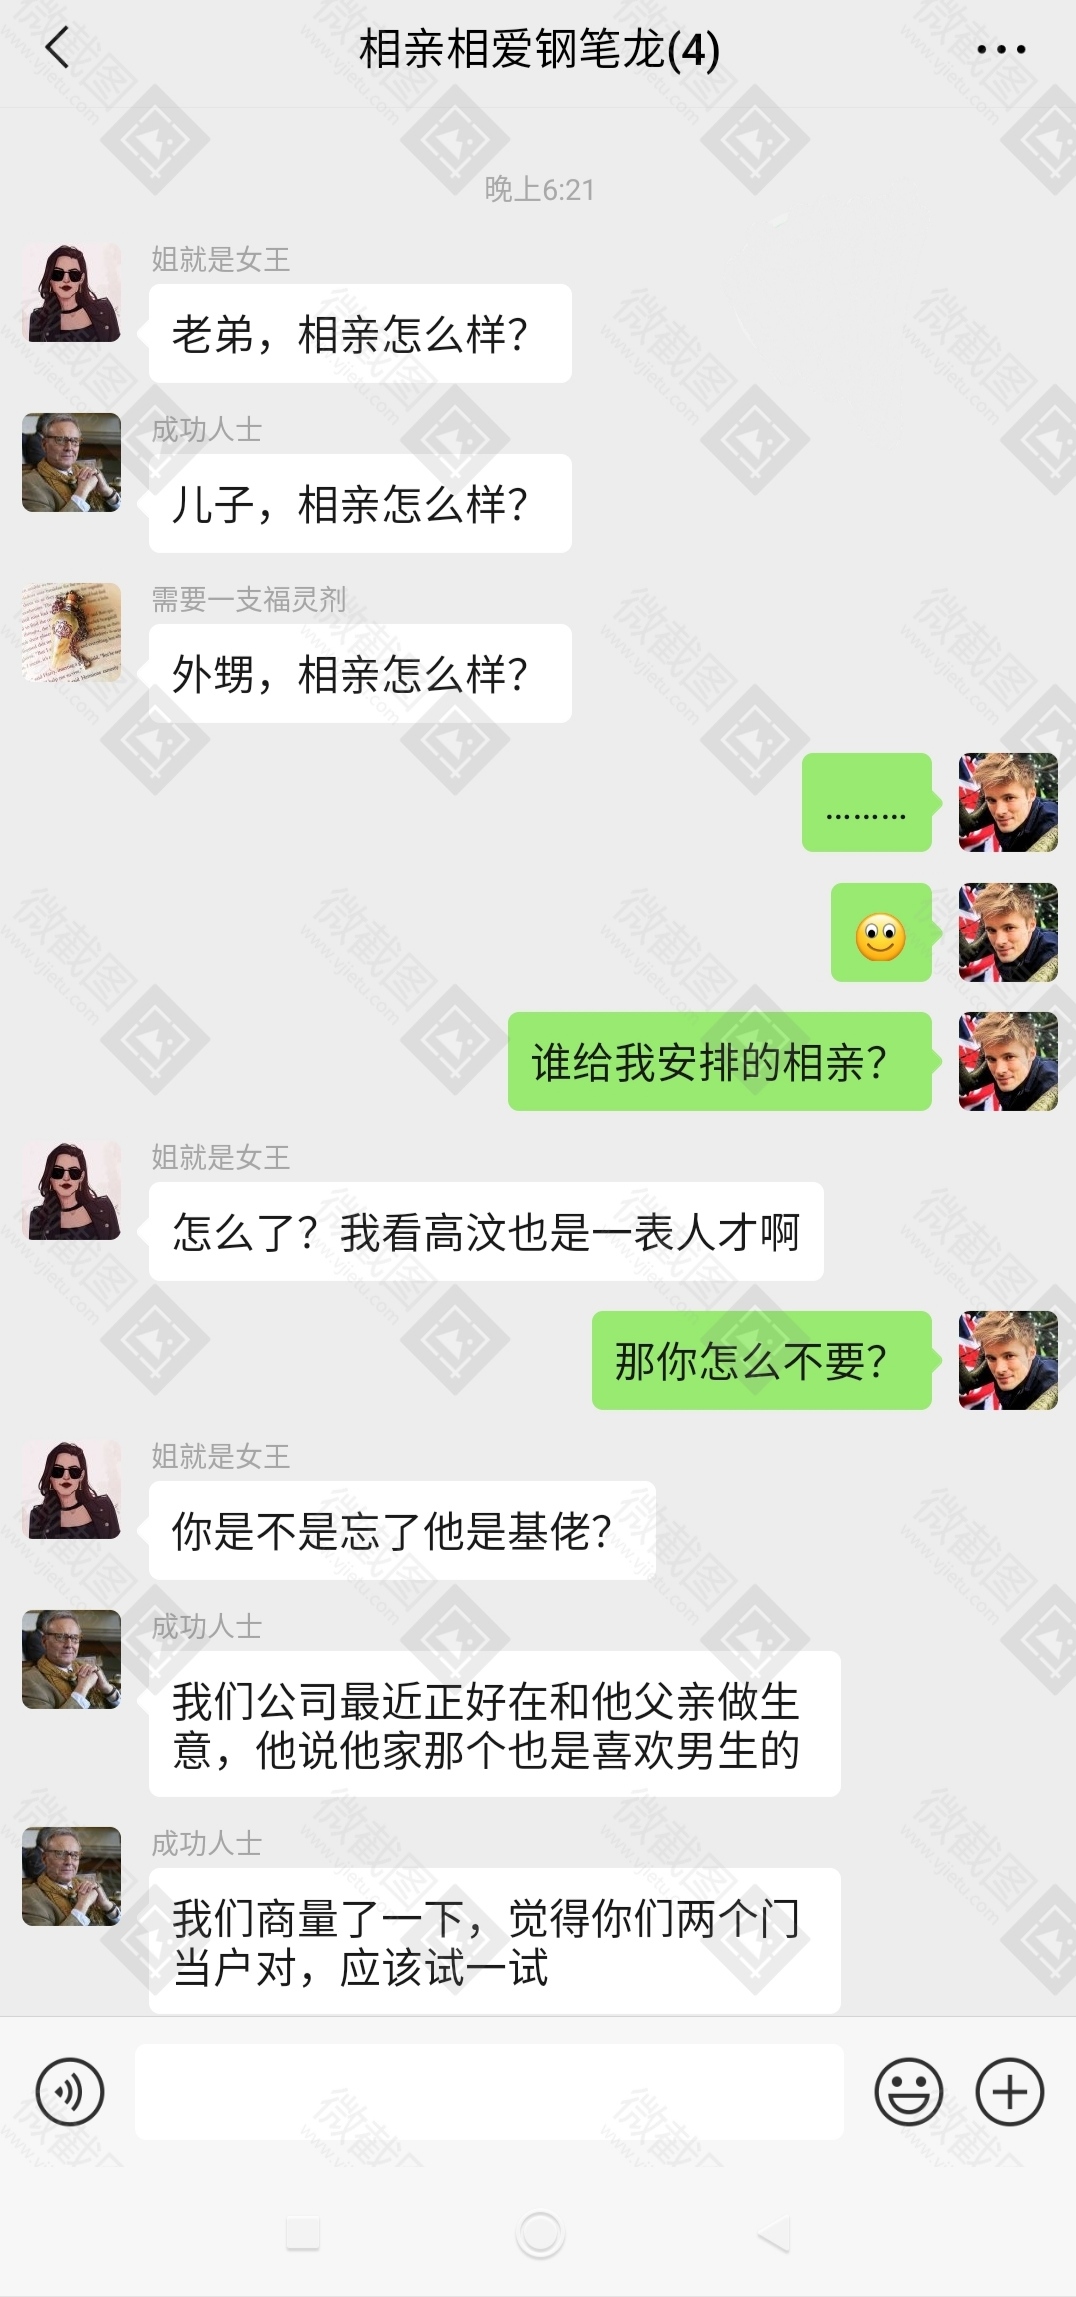 相亲相爱钢笔龙(4)
晚上6:21
姐就是女王
老弟，相亲怎么样？
成功人士
儿子，相亲怎么样？
需要一支福灵剂
外甥，相亲怎么样？
………
谁给我安排的相亲？
姐就是女王
怎么了？我看高汶也是一表人才啊
那你怎么不要？
姐就是女王
你是不是忘了他是基佬？
成功人士
我们公司最近正好在和他父亲做生
意，他说他家那个也是喜欢男生的
成功人士
我们商量了一下，觉得你们两个门
当户对，应该试一试
微截图
www.vjietu.com